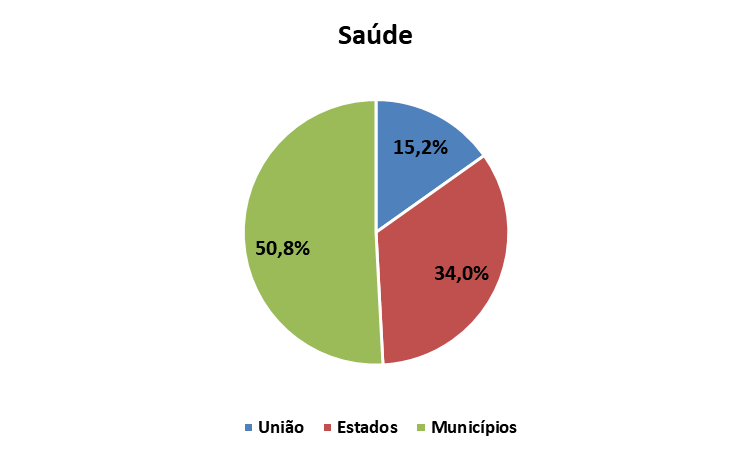 Saúde
15,2%
50,8%
34,0%
União Estados Municípios